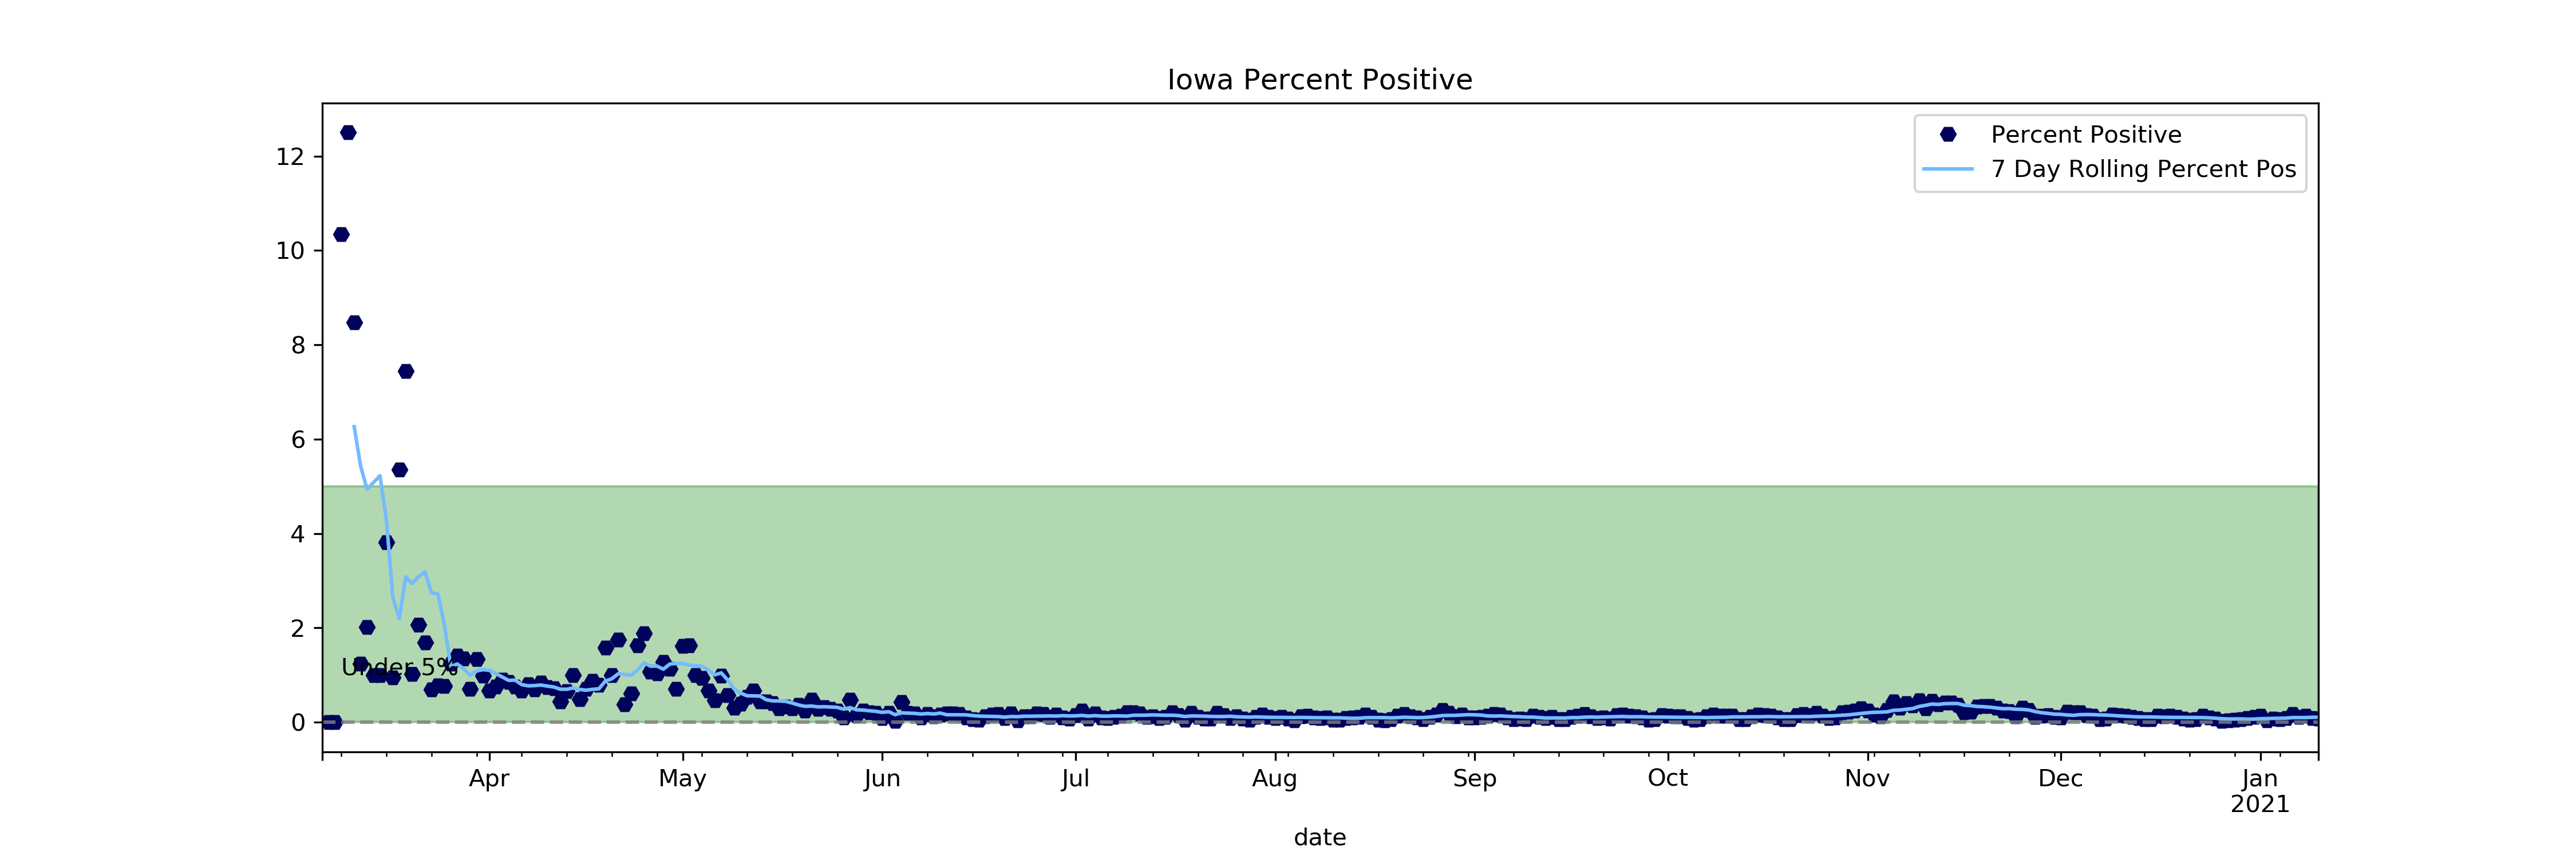 Iowa Percent Positive
Percent Positive
7 Day Rolling Percent Pos
12
10
8
6
4
2
0
Under 5%
Apr
May
Jun
Jul
Aug
Sep
Oct
Nov
Dec
Jan
2021
date